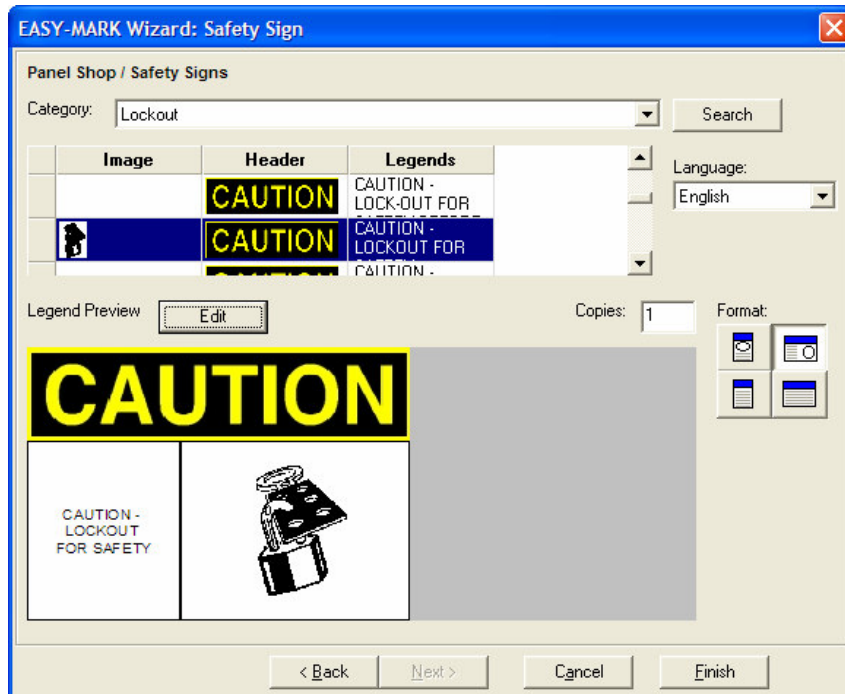 EASY-MARK Wizard: Safety Sign
Panel Shop / Safety Signs
Category:
Lockout
Search
Image
Header
Legends
Language:
English
CAUTION
CAUTION -
LOCK-OUT FOR
CAUTION
CAUTION -
LOCKOUT FOR
CAUTION -
Legend Preview
Edit
Copies:
1
Format:
CAUTION
CAUTION -
LOCKOUT
FOR SAFETY
< Back
Next >
Cancel
Finish